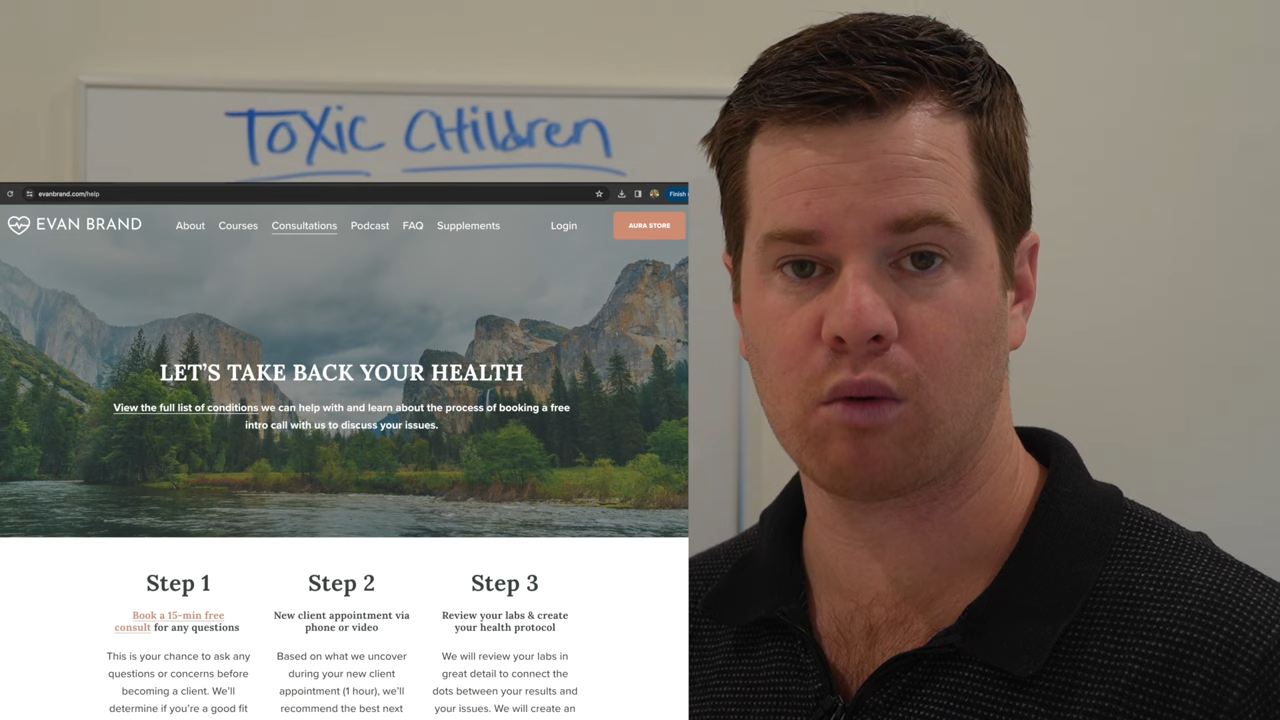 TOXIC CHildren
evanbrand.com/help
Finish
EVAN BRAND
About Courses Consultations Podcast FAQ Supplements Login AURA STORE
LET'S TAKE BACK YOUR HEALTH
View the full list of conditions we can help with and learn about the process of booking a free
intro call with us to discuss your issues.
Step 1
Book a 15-min free
consult for any questions
This is your chance to ask any
questions or concerns before
becoming a client. We'll
determine if you're a good fit
Step 2
New client appointment via
phone or video
Based on what we uncover
during your new client
appointment (1 hour), we'll
recommend the best next
Step 3
Review your labs & create
your health protocol
We will review your labs in
great detail to connect the
dots between your results and
your issues. We will create an